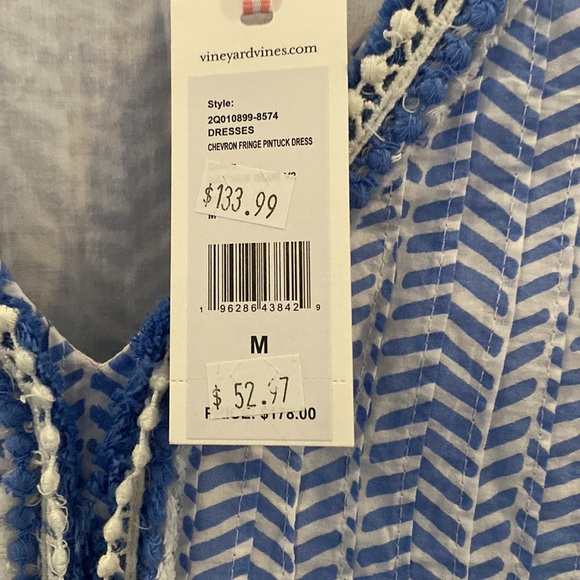 vineyardvines.com
Style:
2Q010899-8574
DRESSES
CHEVRON FRINGE PINTUCK DRESS
$133.99
M
1 96286 43842 9
M
$52.97
$178.00